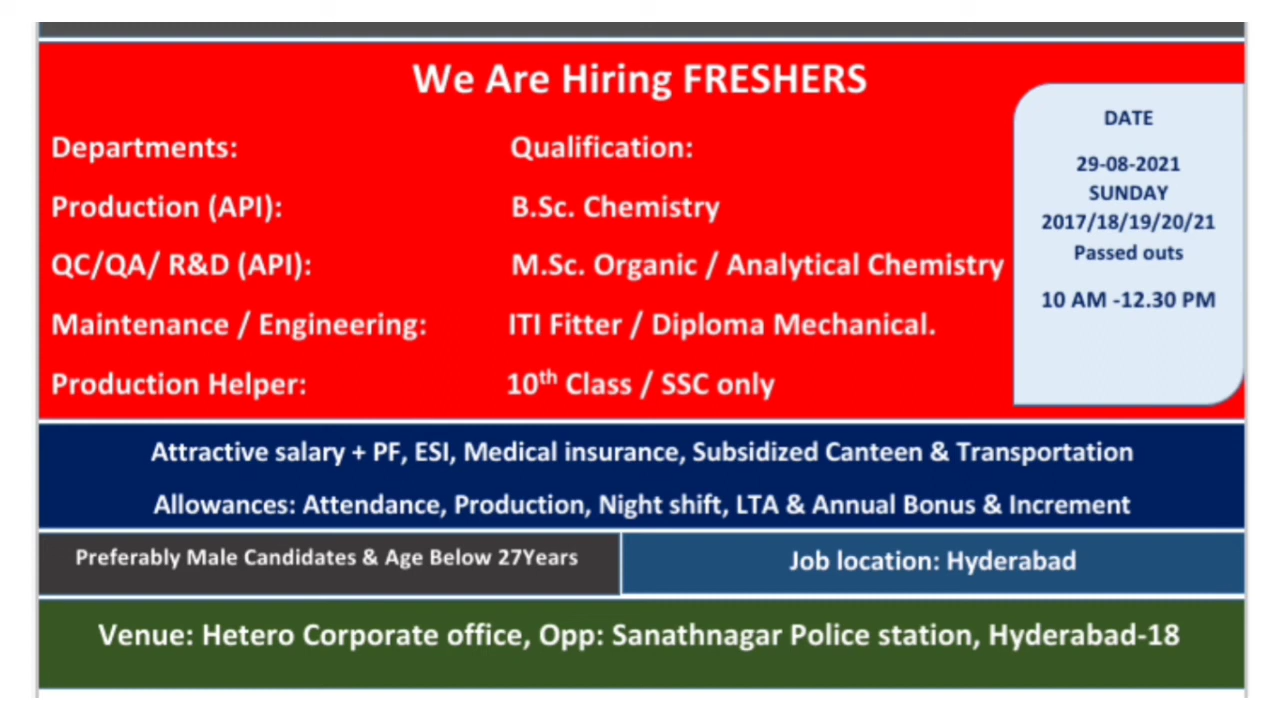 We Are Hiring FRESHERS
Departments: Qualification:
Production (API): B.Sc. Chemistry
QC/QA/ R&D (API): M.Sc. Organic / Analytical Chemistry
Maintenance / Engineering: ITI Fitter / Diploma Mechanical.
Production Helper: 10th Class / SSC only
DATE
29-08-2021
SUNDAY
2017/18/19/20/21
Passed outs
10 AM -12.30 PM
Attractive salary + PF, ESI, Medical insurance, Subsidized Canteen & Transportation
Allowances: Attendance, Production, Night shift, LTA & Annual Bonus & Increment
Preferably Male Candidates & Age Below 27Years
Job location: Hyderabad
Venue: Hetero Corporate office, Opp: Sanathnagar Police station, Hyderabad-18